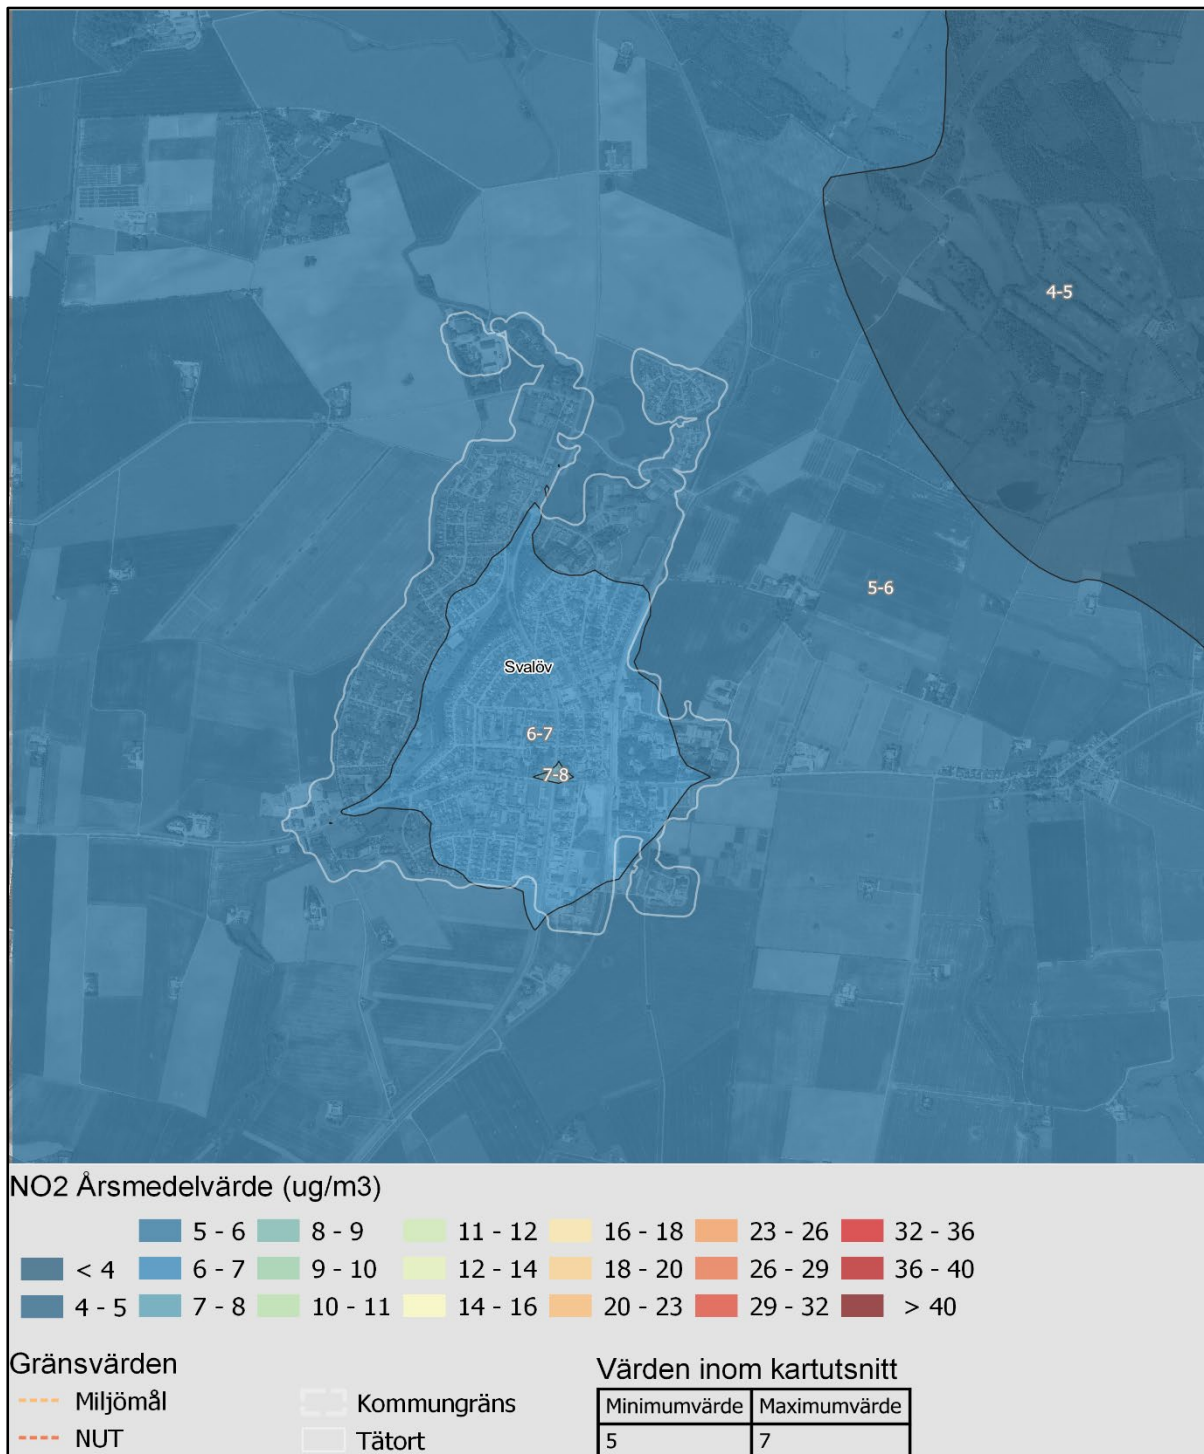 4-5
5-6
Svalöv
6-7
7-8
NO2 Årsmedelvärde (ug/m3)
5 - 6 8 - 9 11 - 12 16 - 18 23 - 26 32 - 36
< 4 6 - 7 9 - 10 12 - 14 18 - 20 26 - 29 36 - 40
4 - 5 7 - 8 10 - 11 14 - 16 20 - 23 29 - 32 > 40
Gränsvärden
Miljömål
NUT
Kommungräns
Tätort
Värden inom kartutsnitt
Minimumvärde Maximumvärde
5 7